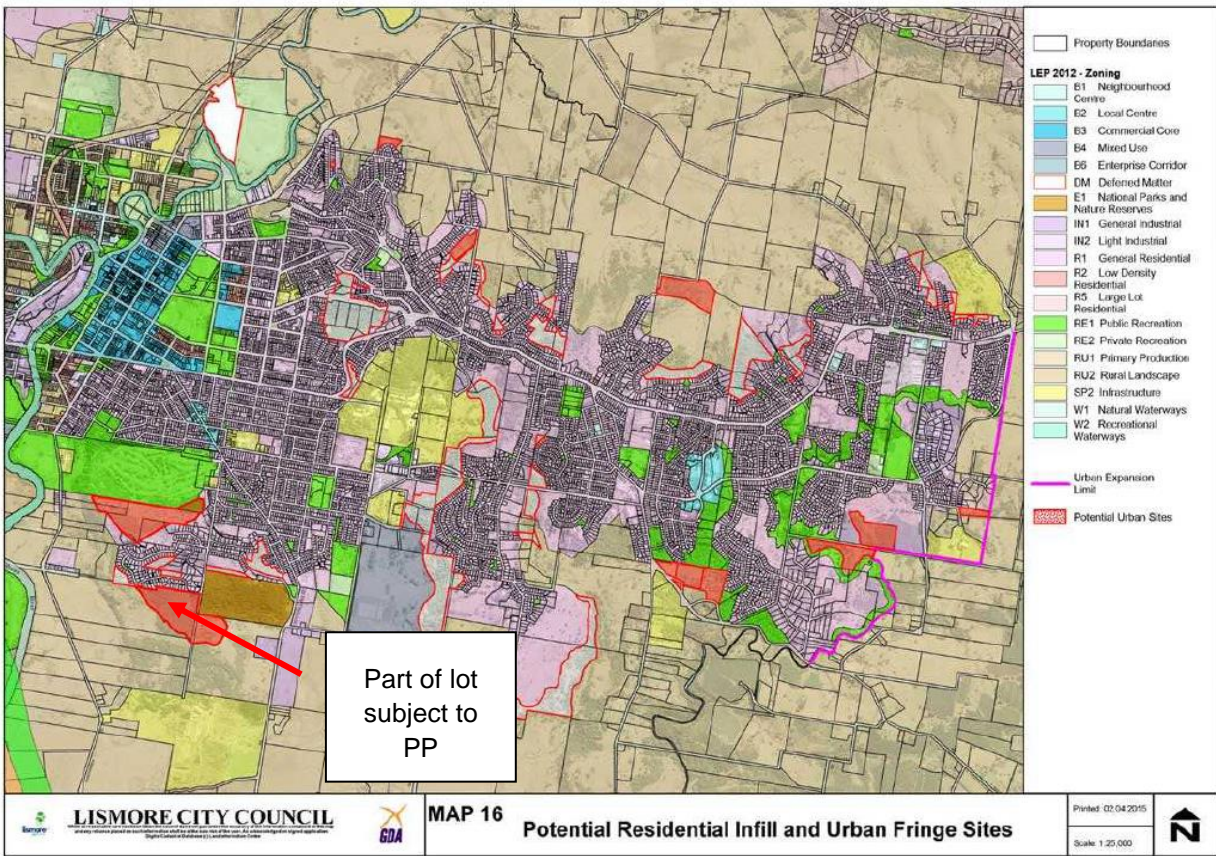 Property Boundaries
LEP 2012 - Zoning
B1 Neighbourhood
Centre
B2 Local Centre
B3 Commercial Core
B4 Mixed Use
B6 Enterprise Corridor
DM Deferred Matter
E1 National Parks and
Nature Reserves
IN1 General Industrial
IN2 Light Industrial
R1 General Residential
R2 Low Density
Residential
R5 Large Lot
Residential
RE1 Public Recreation
RE2 Private Recreation
RU1 Primary Production
RU2 Rural Landscape
SP2 Infrastructure
W1 Natural Waterways
W2 Recreational
Waterways
Urban Expansion
Limit
Potential Urban Sites
Part of lot
subject to
PP
lismore
LISMORE CITY COUNCIL
GDA
MAP 16
Potential Residential Infill and Urban Fringe Sites
Printed: 02.04.2015
Scale: 1:25,000
N